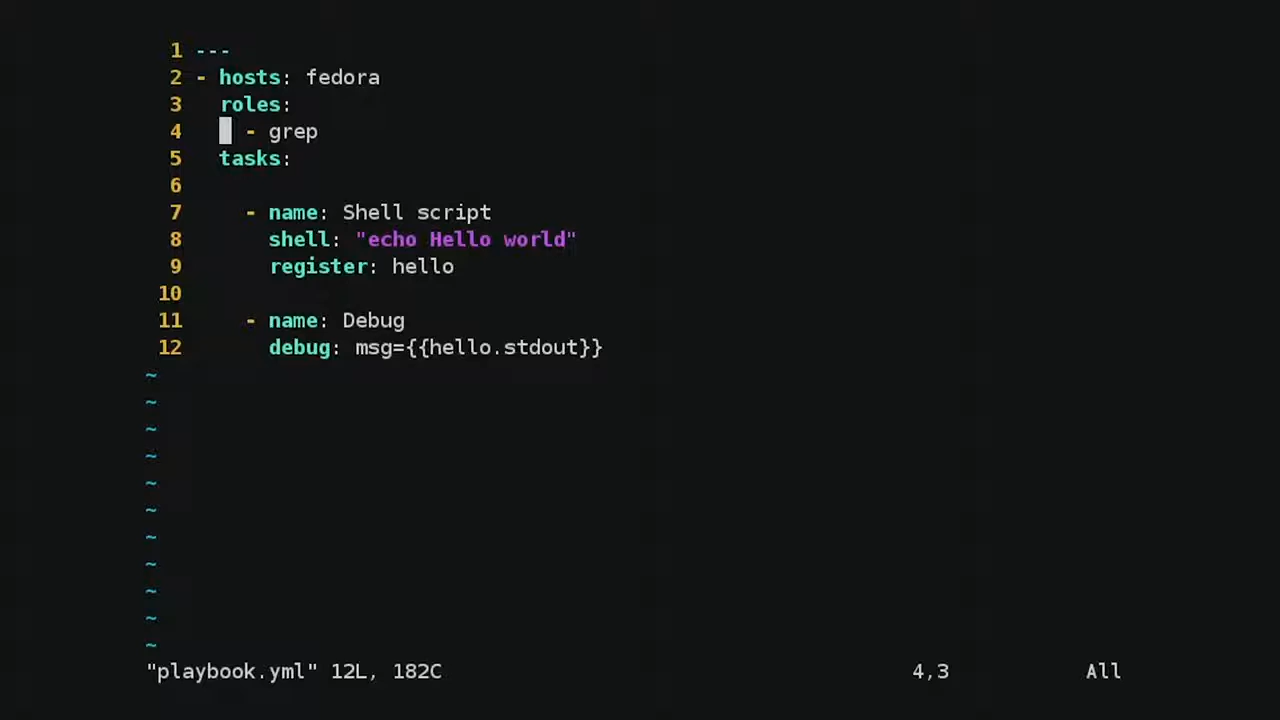 1 ---
2 - hosts: fedora
3   roles:
4     - grep
5   tasks:
6
7     - name: Shell script
8       shell: "echo Hello world"
9       register: hello
10
11     - name: Debug
12       debug: msg={{hello.stdout}}
~
~
~
~
~
~
~
~
~
~
~
"playbook.yml" 12L, 182C 4,3 All